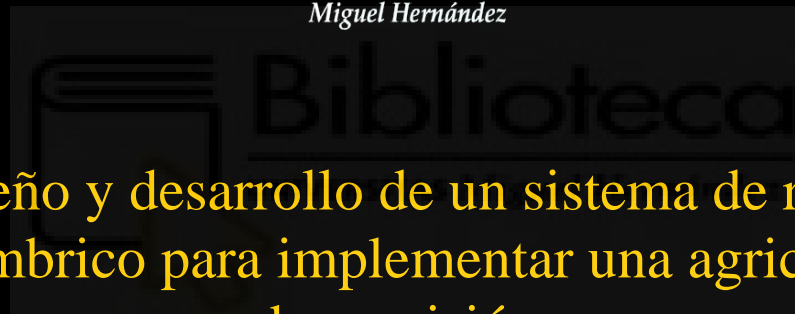 Miguel Hernández
Biblioteca
eño y desarrollo de un sistema de
mbrico para implementar una agric